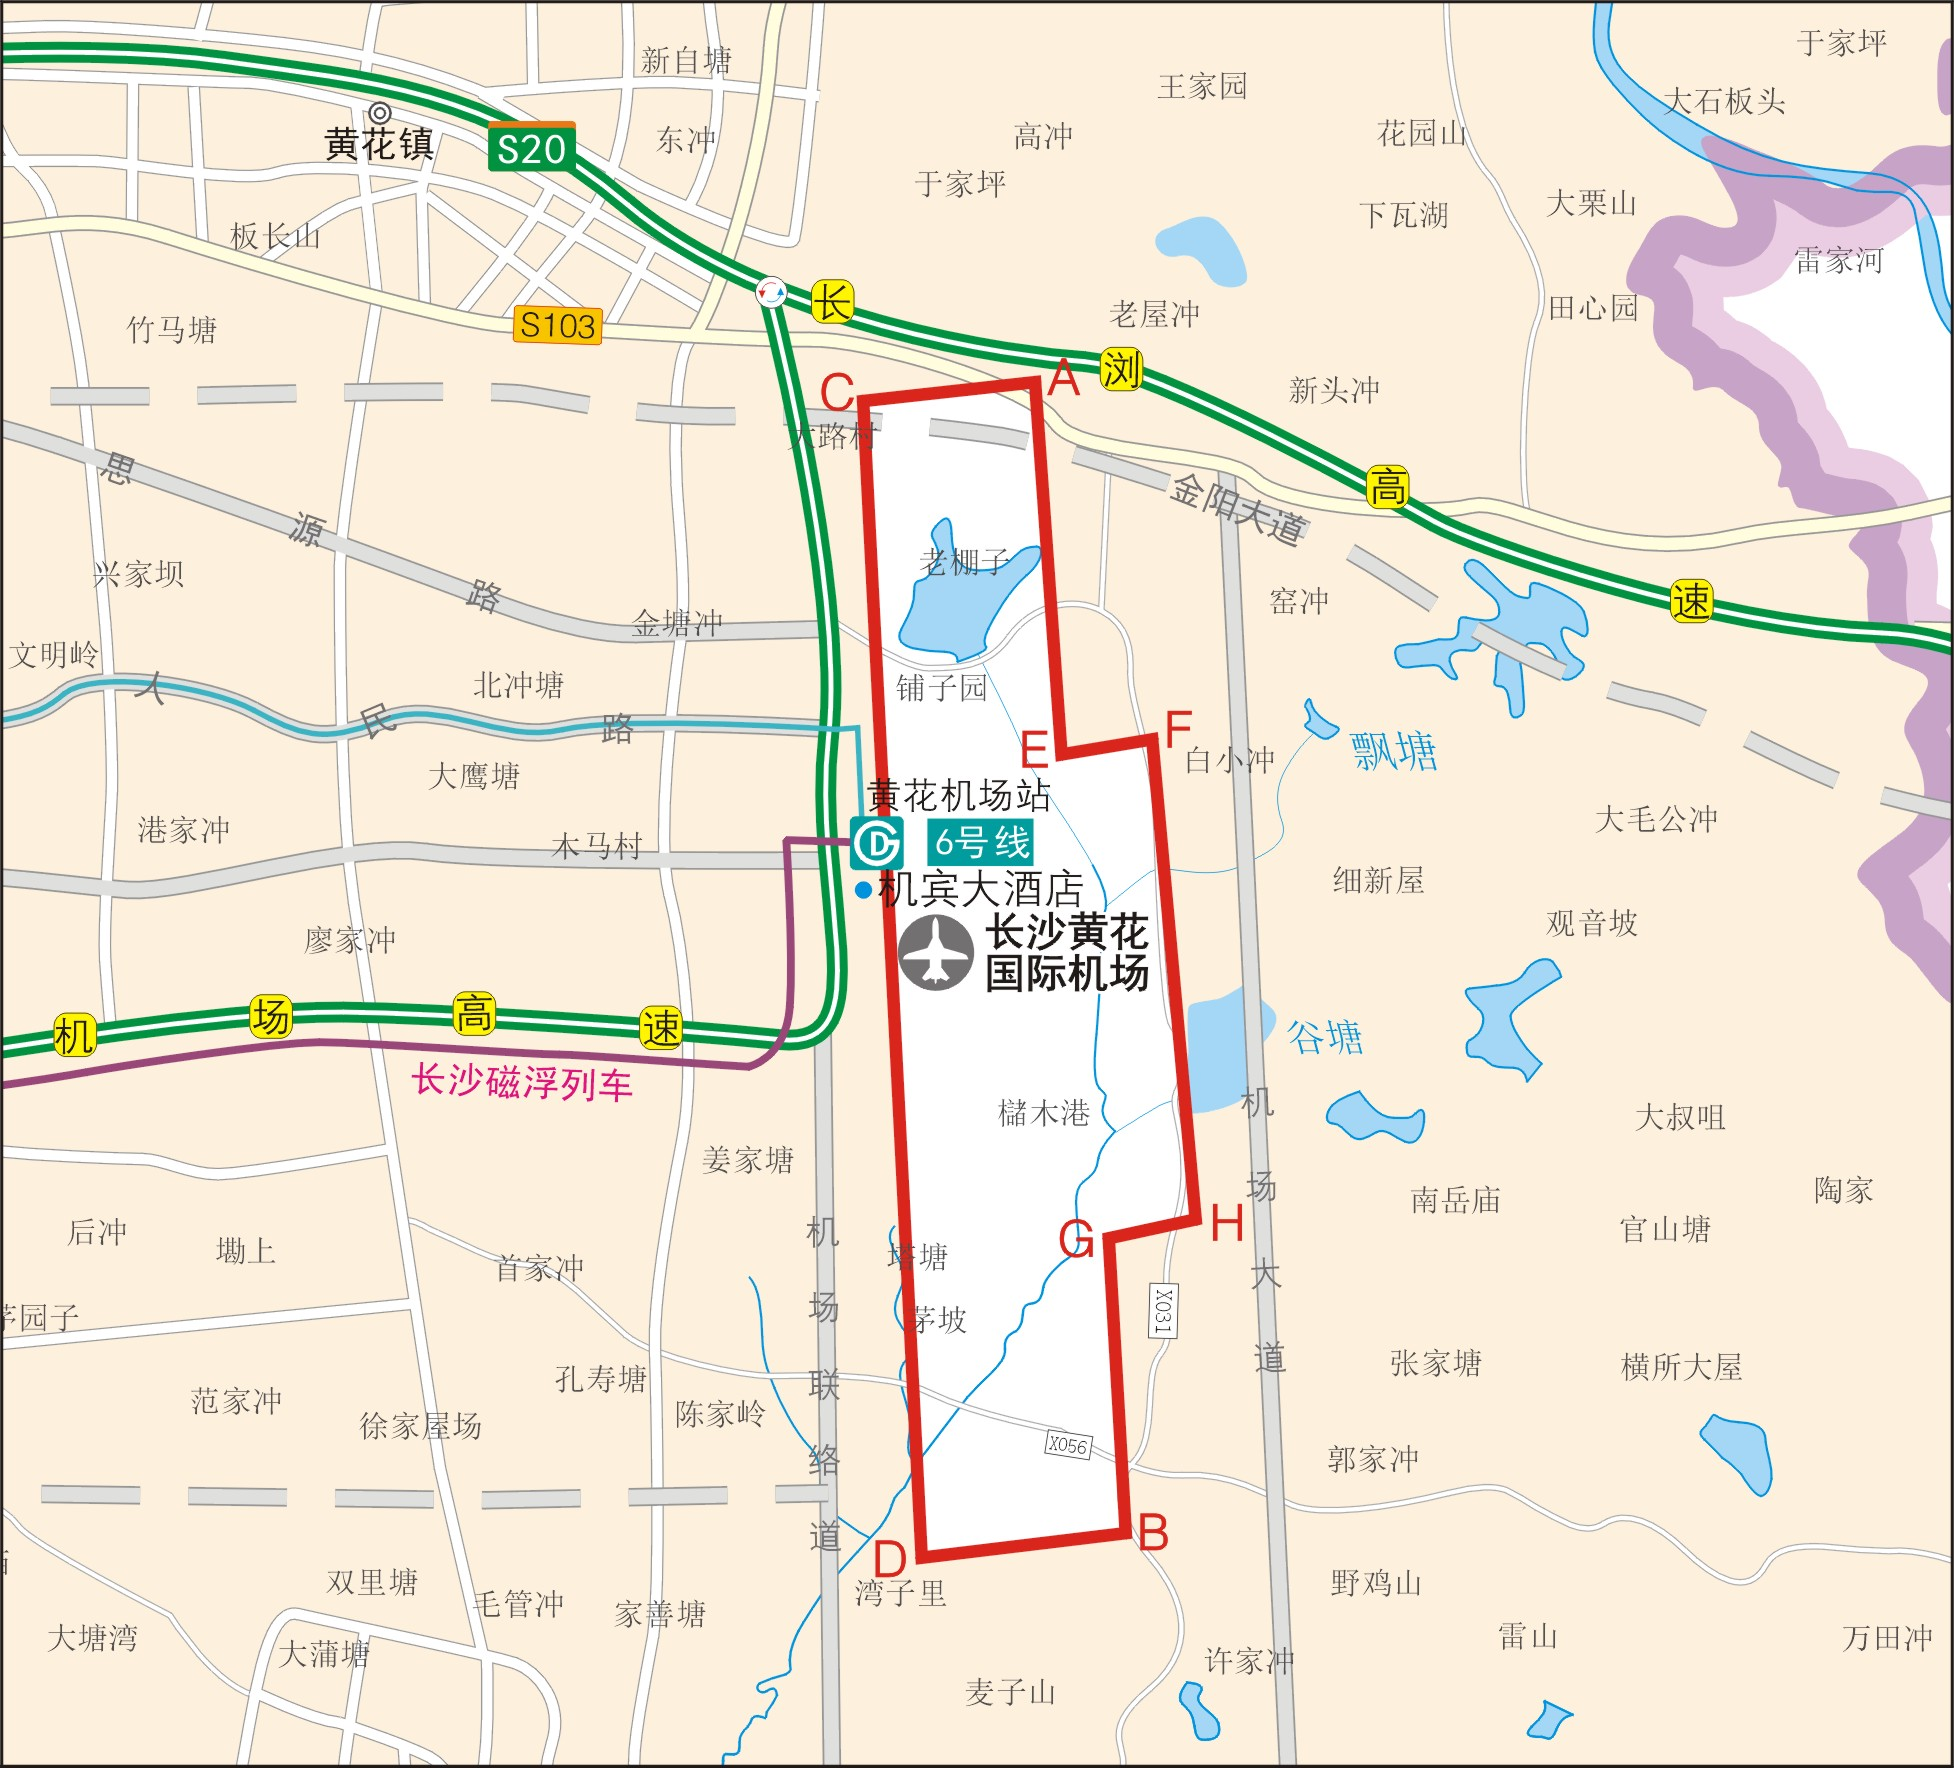 于家坪
新自塘
王家园
大石板头
黄花镇
S20
东冲
高冲
花园山
于家坪
下瓦湖
大栗山
板长山
雷家河
长
浏
高
速
S103
竹马塘
老屋冲
田心园
C
A
新头冲
大路村
思
源
路
金阳大道
兴家坝
老棚子
窑冲
金塘冲
文明岭
人
民
路
北冲塘
铺子园
E
F
白小冲
飘塘
大鹰塘
黄花机场站
6号线
港家冲
木马村
大毛公冲
机宾大酒店
细新屋
长沙黄花
国际机场
观音坡
廖家冲
机
场
高
速
谷塘
长沙磁浮列车
槠木港
机
场
大
道
大叔咀
姜家塘
南岳庙
陶家
后冲
坳上
首家冲
机
场
联
络
道
塔塘
G
H
官山塘
茅园子
茅坡
X031
孔寿塘
张家塘
横所大屋
范家冲
徐家屋场
陈家岭
X056
郭家冲
D
B
双里塘
毛管冲
家善塘
湾子里
野鸡山
大塘湾
大蒲塘
许家冲
雷山
万田冲
麦子山